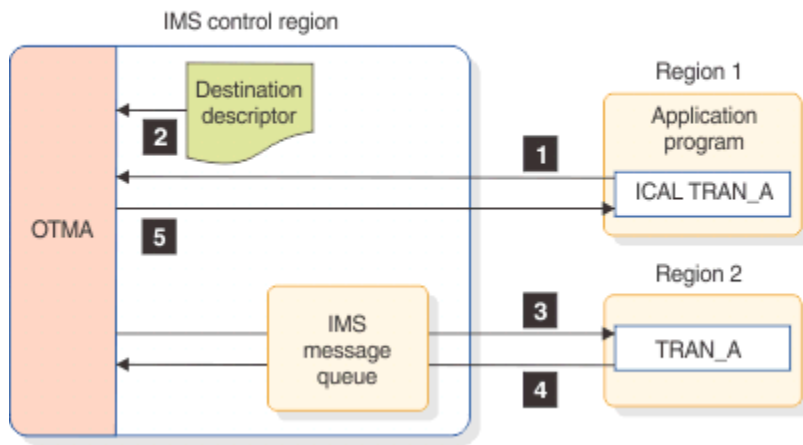 IMS control region
Destination
descriptor
2
1
5
OTMA
Region 1
Application
program
ICAL TRAN_A
IMS
message
queue
3
4
Region 2
TRAN_A